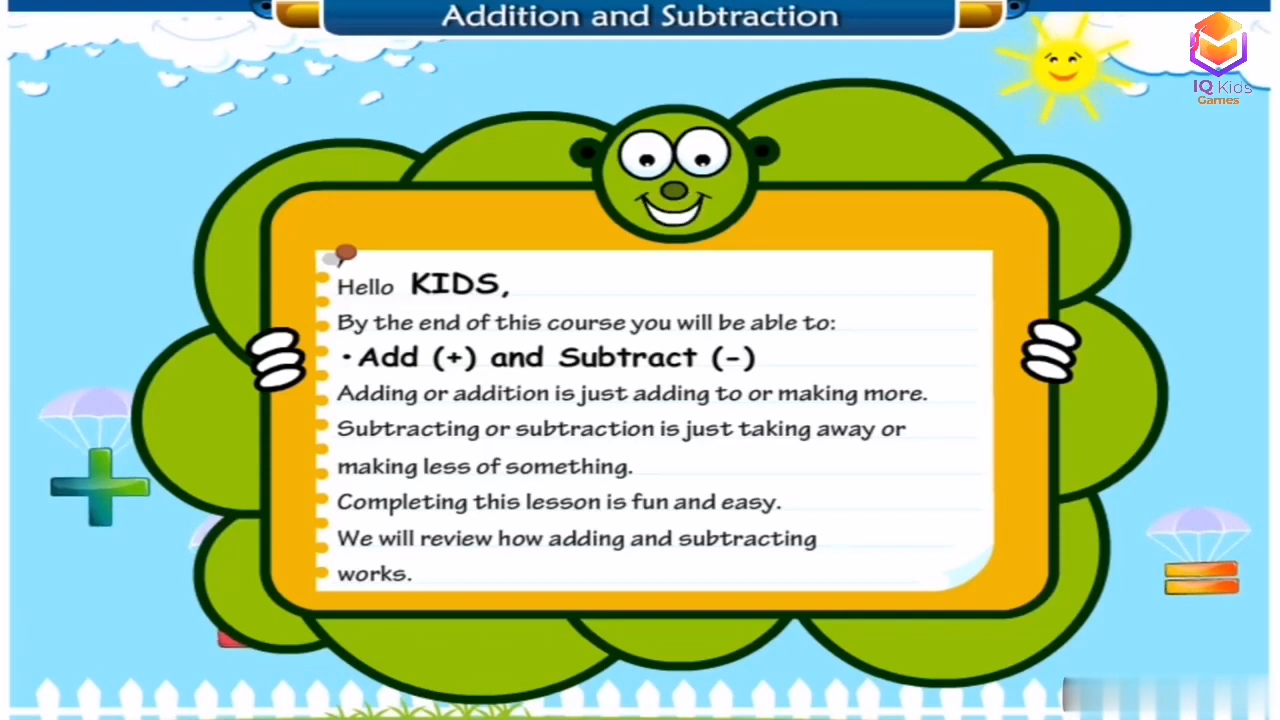 Addition and Subtraction
IQ Kids
Games
Hello KIDS,
By the end of this course you will be able to:
• Add (+) and Subtract (-)
Adding or addition is just adding to or making more.
Subtracting or subtraction is just taking away or
making less of something.
Completing this lesson is fun and easy.
We will review how adding and subtracting
works.